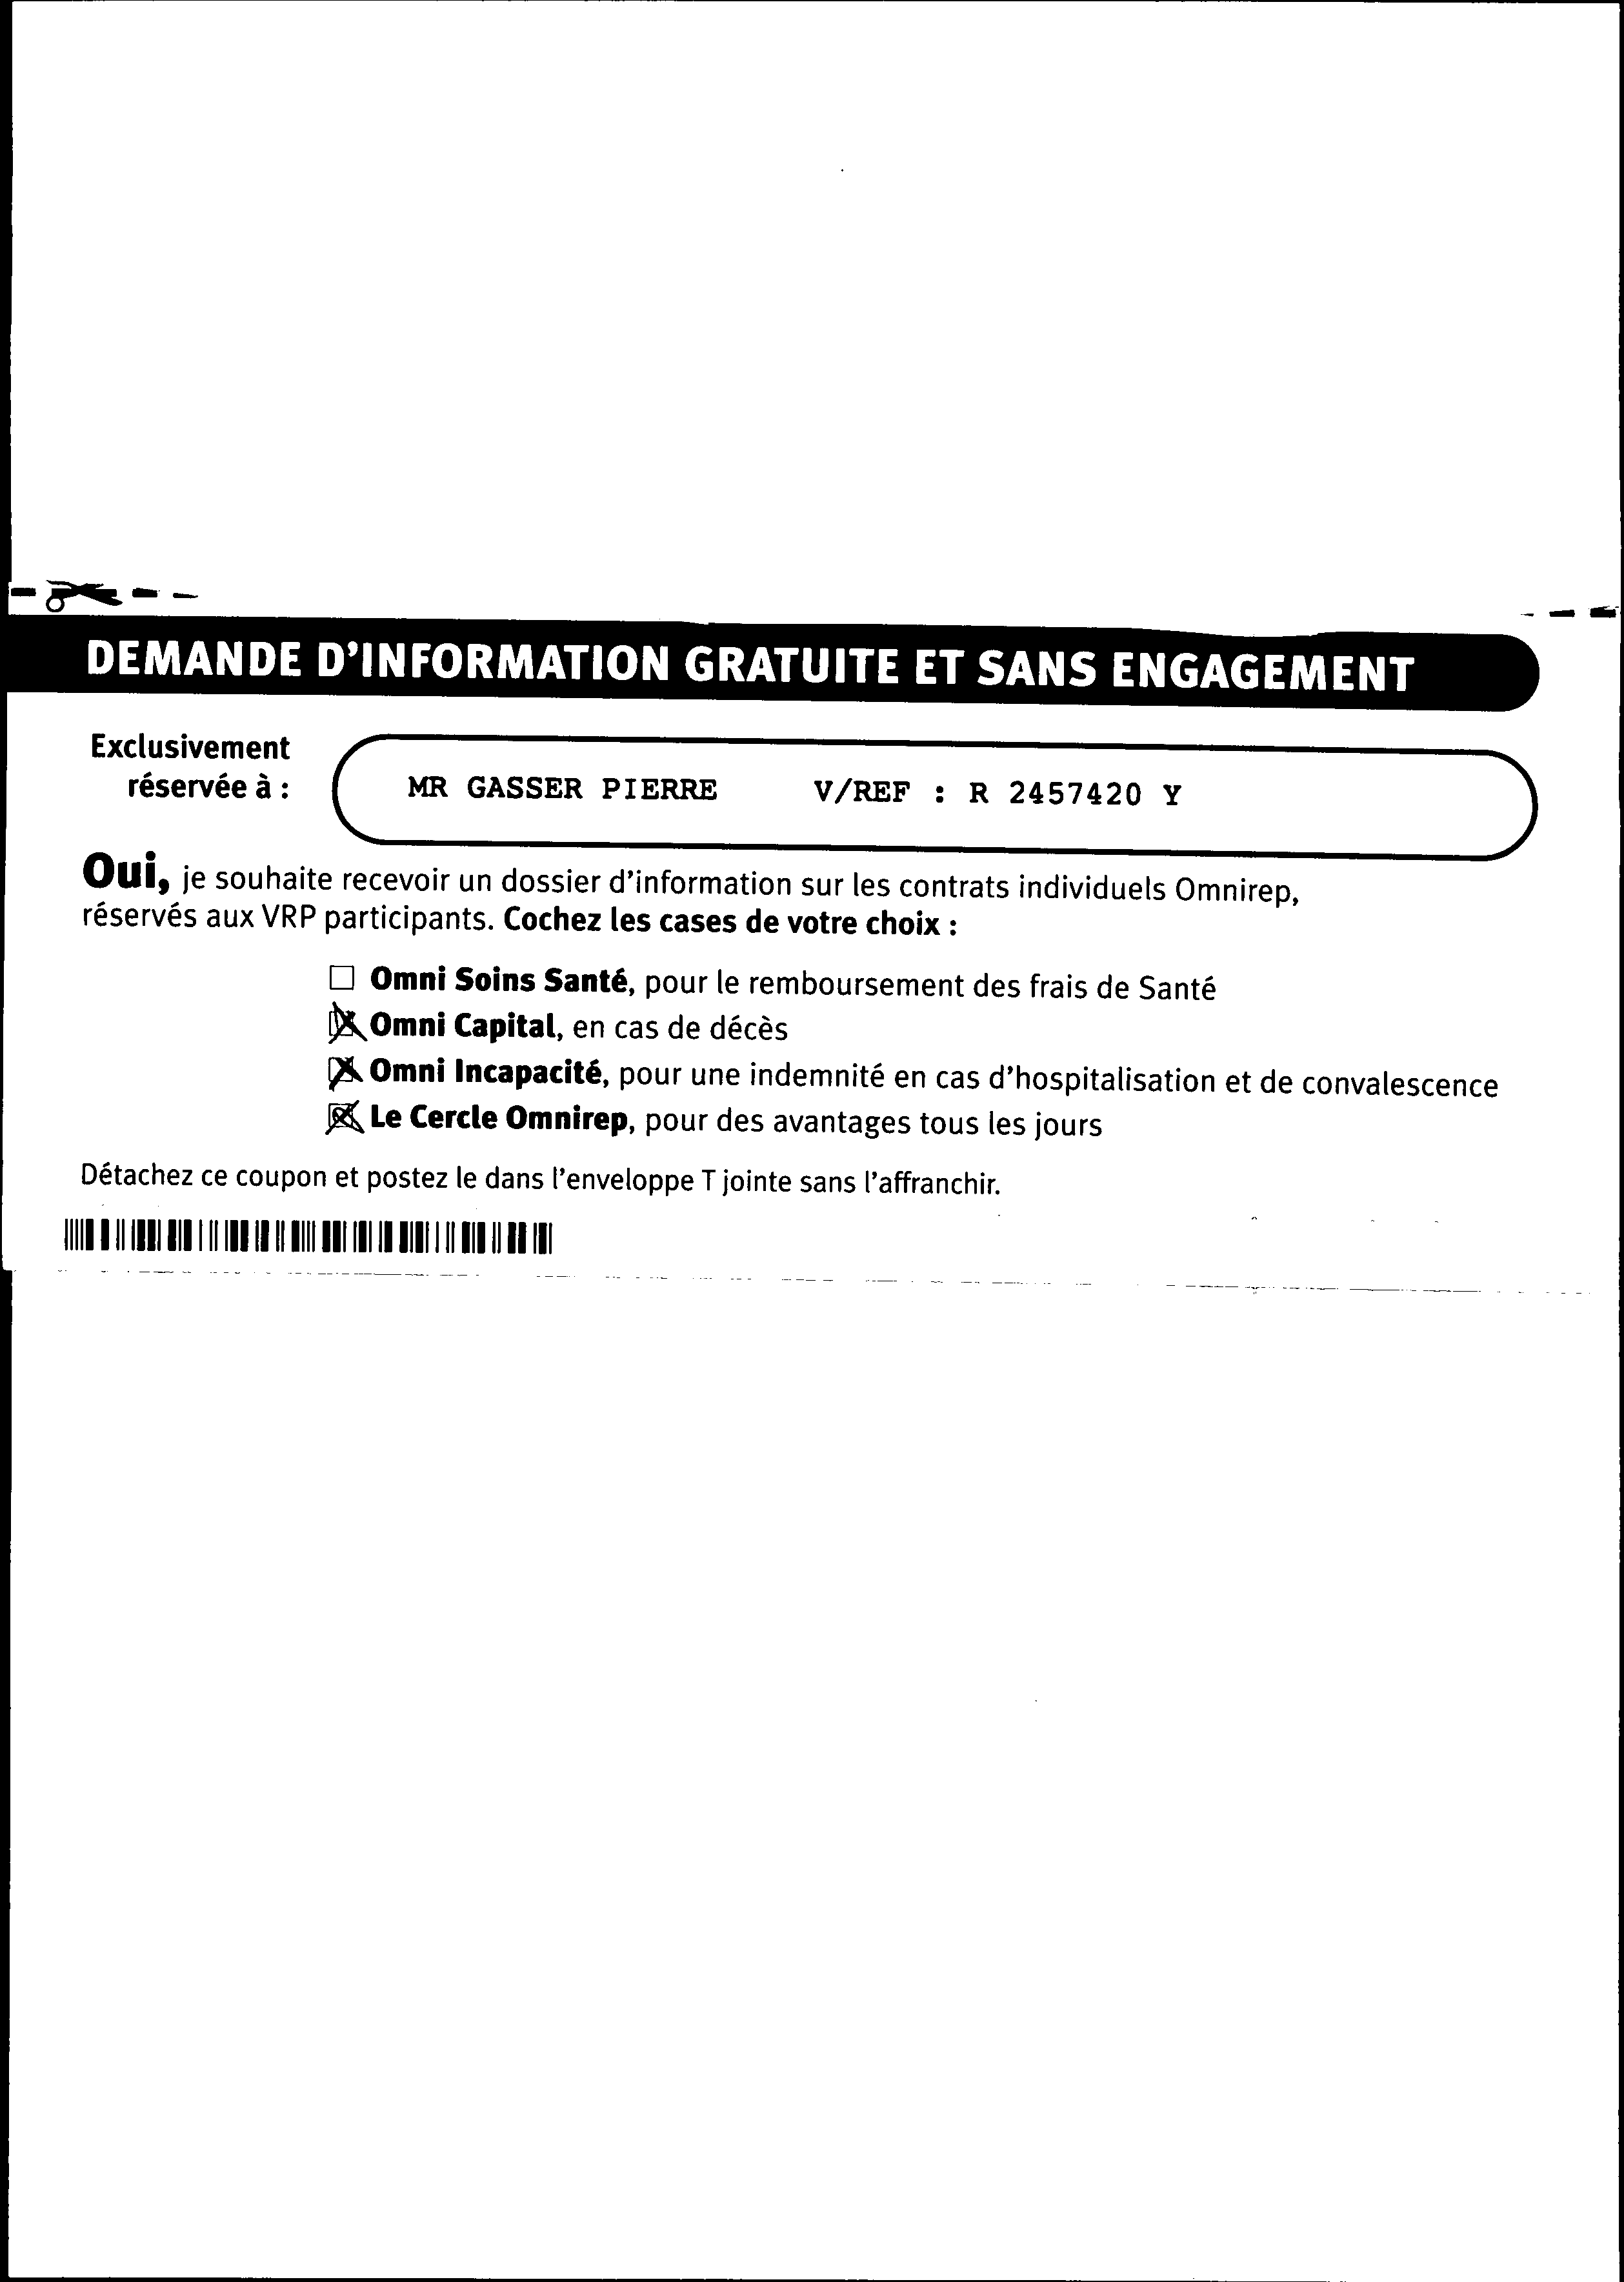 DEMANDE D'INFORMATION GRATUITE ET SANS ENGAGEMENT
Exclusivement
réservée à :
MR GASSER PIERRE V/REF : R 2457420 Y
Oui, je souhaite recevoir un dossier d'information sur les contrats individuels Omnirep,
réservés aux VRP participants. Cochez les cases de votre choix :
Omni Soins Santé, pour le remboursement des frais de Santé
Omni Capital, en cas de décès
Omni Incapacité, pour une indemnité en cas d'hospitalisation et de convalescence
Le Cercle Omnirep, pour des avantages tous les jours
Détachez ce coupon et postez le dans l'enveloppe T jointe sans l'affranchir.